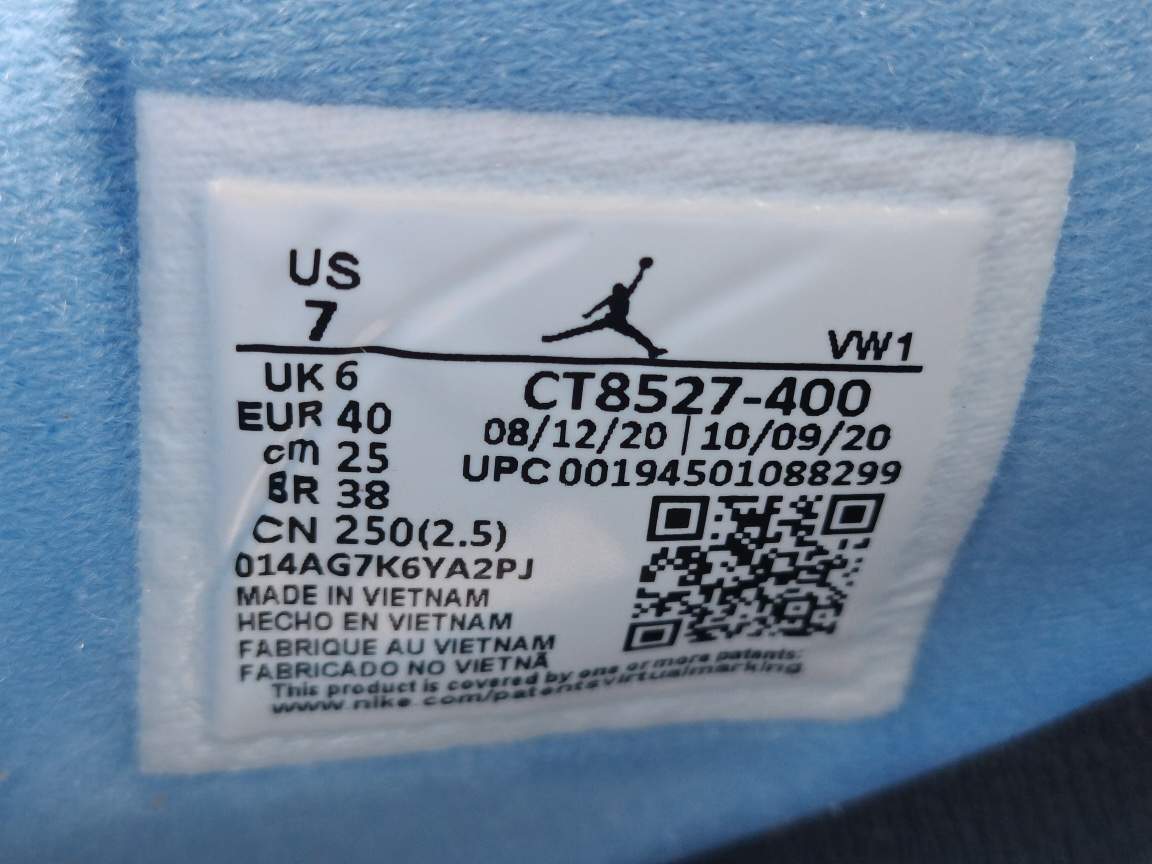 US
7
VW1
UK 6
EUR 40
cm 25
BR 38
CN 250(2.5)
CT8527-400
08/12/20 | 10/09/20
UPC 00194501088299
014AG7K6YA2PJ
MADE IN VIETNAM
HECHO EN VIETNAM
FABRIQUE AU VIETNAM
FABRICADO NO VIETNÃ
This product is covered by one or more patents:
www.nike.com/patentsvirtualmarking